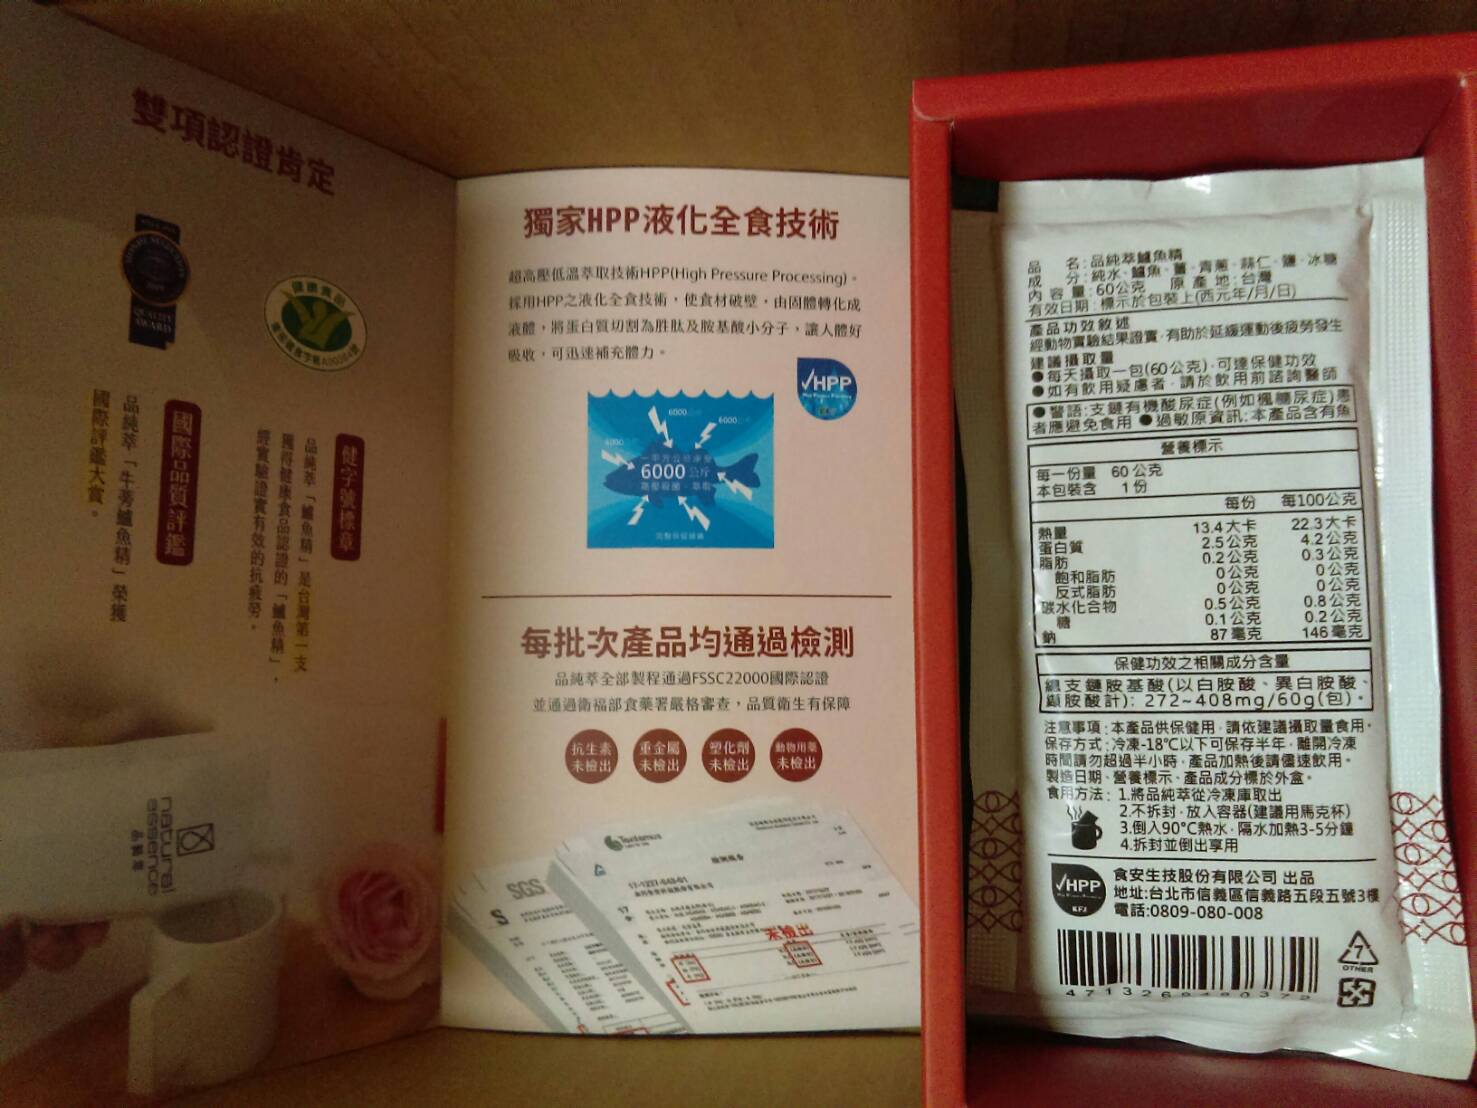 雙項認證肯定
健康食品
QUALITY
AWARD
健字號標章
品純萃「鱸魚精」是台灣第一支
獲得健康食品認證的「鱸魚精」,
經實驗證實有效的抗疲勞。
國際品質評鑑
品純萃「牛蒡鱸魚精」榮獲
國際評鑑大賞。
natural
essence
品純萃
獨家HPP液化全食技術
超高壓低溫萃取技術HPP(High Pressure Processing)。
採用HPP之液化全食技術,使食材破壁,由固體轉化成
液體,將蛋白質切割為胜肽及胺基酸小分子,讓人體好
吸收,可迅速補充體力。
HPP
6000
6000
6000
6000公斤
每批次產品均通過檢測
品純萃全部製程通過FSSC22000國際認證
並通過衛福部食藥署嚴格審查,品質衛生有保障
抗生素
未檢出
重金屬
未檢出
塑化劑
未檢出
動物用藥
未檢出
SGS
未檢出
品名:品純萃鱸魚精
成分:純水、鱸魚、薑、青蔥、蒜仁、鹽、冰糖
內容量:60公克 原產地:台灣
有效日期:標示於包裝上(西元年/月/日)
產品功效敘述
經動物實驗結果證實,有助於延緩運動後疲勞發生
建議攝取量
●每天攝取一包(60公克),可達保健功效
●如有飲用疑慮者,請於飲用前諮詢醫師
●警語:支鏈有機酸尿症(例如楓糖尿症)患
者應避免食用 ●過敏原資訊:本產品含有魚
營養標示
每一份量 60公克
本包裝含 1份
每份 每100公克
熱量 13.4大卡 22.3大卡
蛋白質 2.5公克 4.2公克
脂肪 0.2公克 0.3公克
飽和脂肪 0公克 0公克
反式脂肪 0公克 0公克
碳水化合物 0.5公克 0.8公克
糖 0.1公克 0.2公克
鈉 87毫克 146毫克
保健功效之相關成分含量
總支鏈胺基酸(以白胺酸、異白胺酸、
纈胺酸計):272~408mg/60g(包)。
注意事項:本產品供保健用,請依建議攝取量食用。
保存方式:冷凍-18℃以下可保存半年,離開冷凍
時間請勿超過半小時,產品加熱後請儘速飲用。
製造日期、營養標示、產品成分標於外盒。
食用方法:1.將品純萃從冷凍庫取出
2.不拆封,放入容器(建議用馬克杯)
3.倒入90℃熱水,隔水加熱3-5分鐘
4.拆封並倒出享用
HPP
KFZ
食安生技股份有限公司 出品
地址:台北市信義區信義路五段五號3樓
電話:0809-080-008
7
OTHER